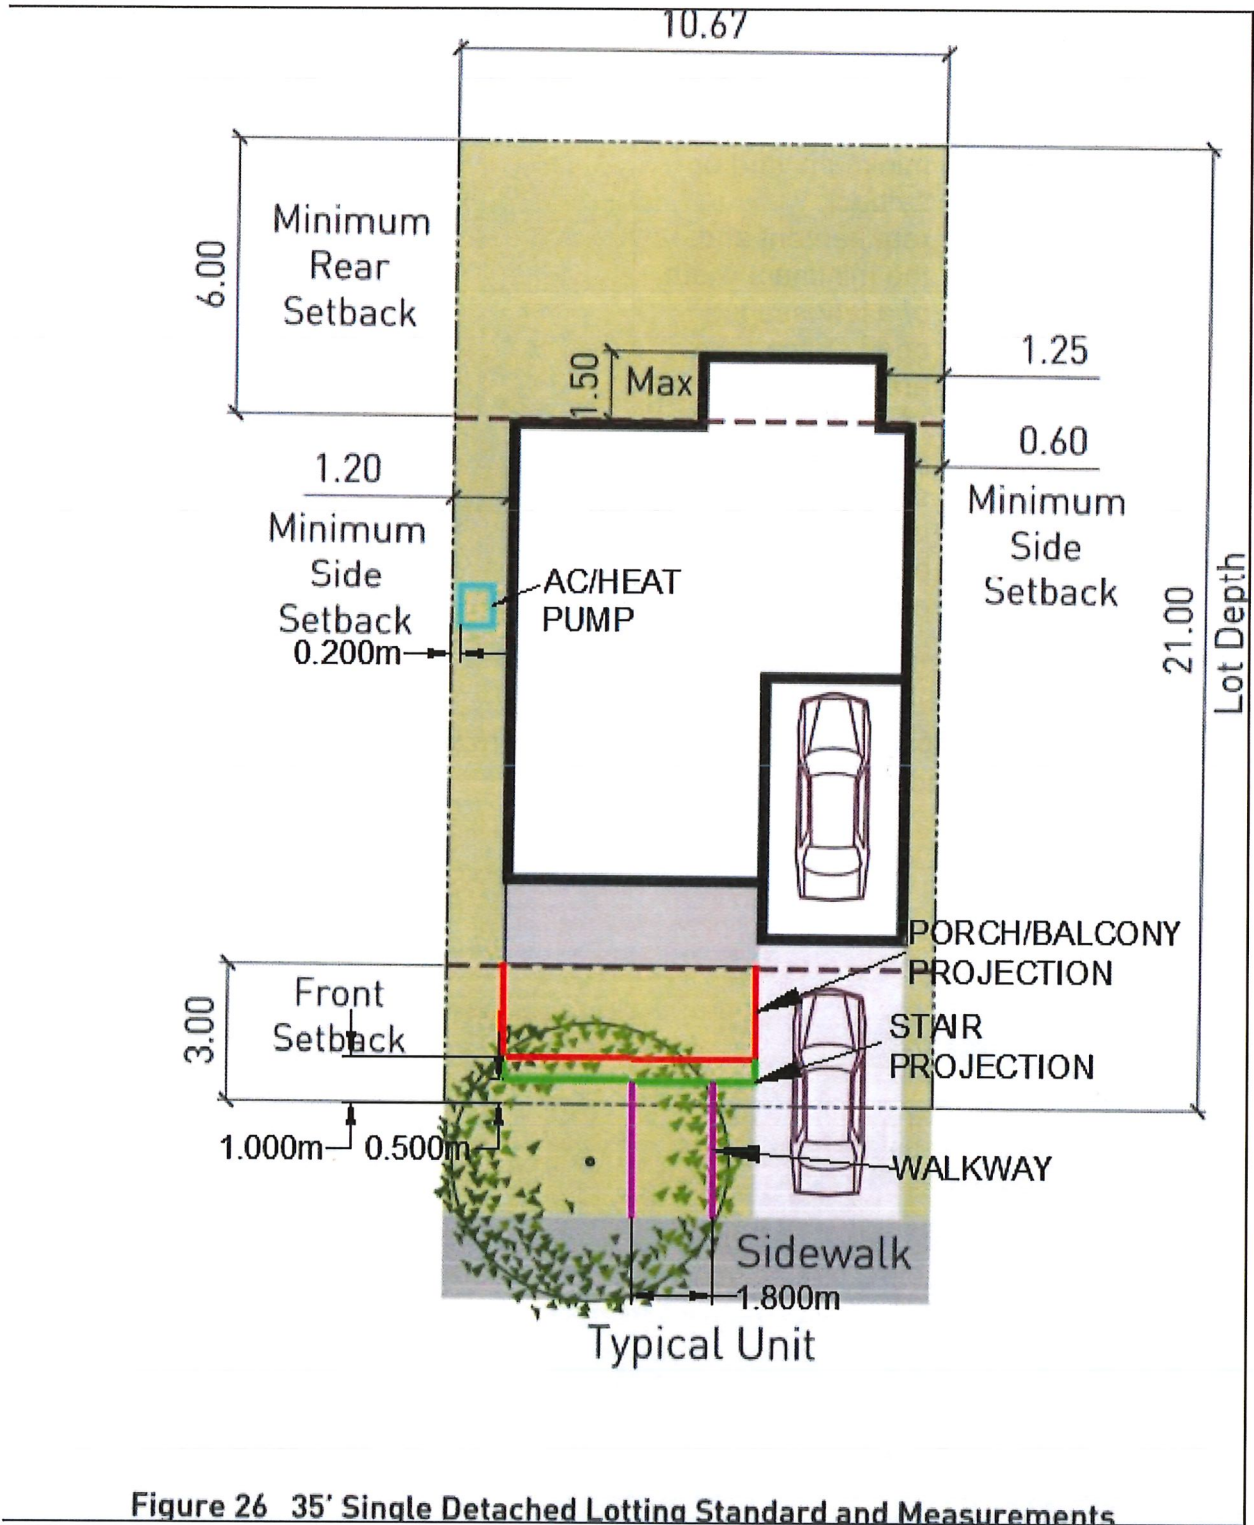 10.67
Minimum
Rear
Setback
6.00
1.50
Max
1.25
0.60
Minimum
Side
Setback
1.20
Minimum
Side
Setback
AC/HEAT
PUMP
0.200m
21.00
Lot Depth
PORCH/BALCONY
PROJECTION
Front
Setback
3.00
STAIR
PROJECTION
1.000m
0.500m
WALKWAY
Sidewalk
1.800m
Typical Unit
Figure 26 35' Single Detached Lotting Standard and Measurements